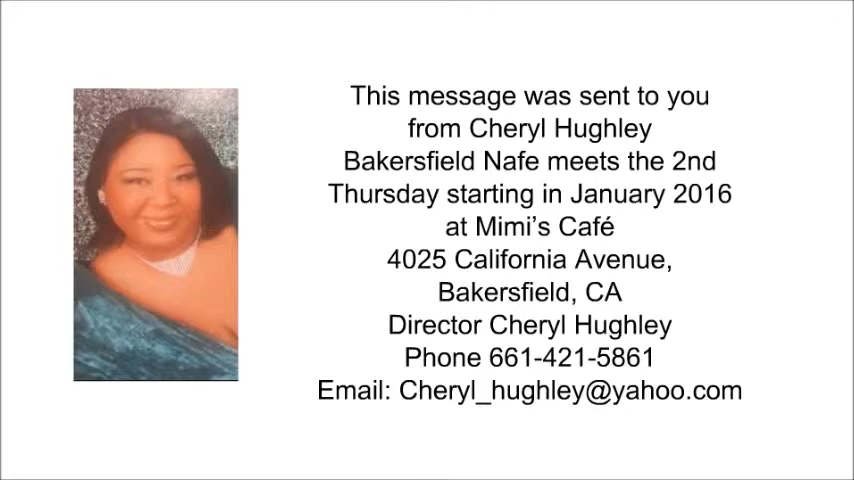 This message was sent to you
from Cheryl Hughley
Bakersfield Nafe meets the 2nd
Thursday starting in January 2016
at Mimi’s Café
4025 California Avenue,
Bakersfield, CA
Director Cheryl Hughley
Phone 661-421-5861
Email: Cheryl_hughley@yahoo.com